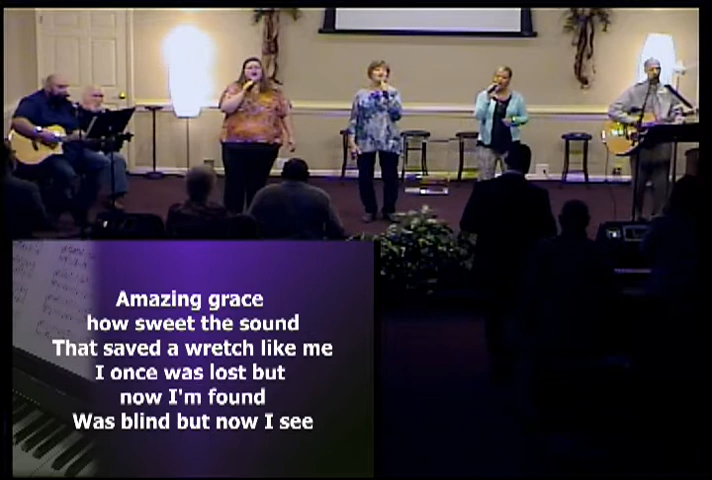 Amazing grace
how sweet the sound
That saved a wretch like me
I once was lost but
now I'm found
Was blind but now I see